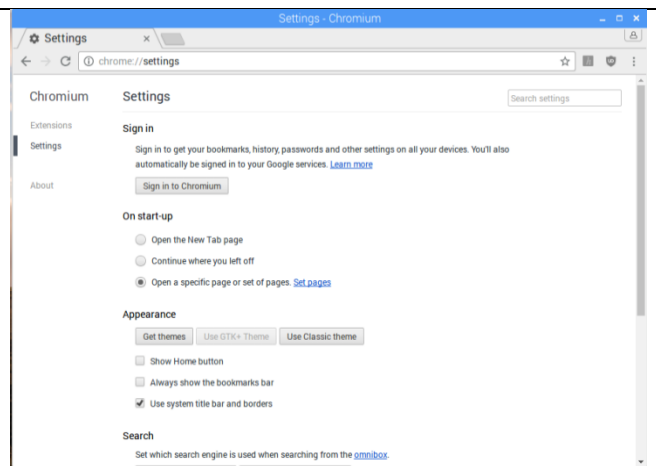 Settings - Chromium
Settings
chrome://settings
Chromium
Settings
Search settings
Extensions
Settings
About
Sign in
Sign in to get your bookmarks, history, passwords and other settings on all your devices. You'll also
automatically be signed in to your Google services. Learn more
Sign in to Chromium
On start-up
Open the New Tab page
Continue where you left off
Open a specific page or set of pages. Set pages
Appearance
Get themes Use GTK+ Theme Use Classic theme
Show Home button
Always show the bookmarks bar
Use system title bar and borders
Search
Set which search engine is used when searching from the omnibox.